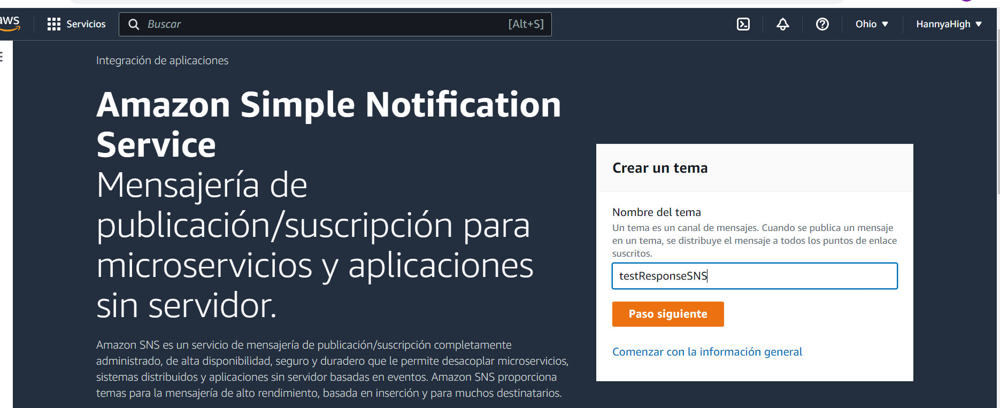 aws
Servicios
Buscar
[Alt+S]
Ohio
HannyaHigh
Integración de aplicaciones
Amazon Simple Notification
Service
Mensajería de
publicación/suscripción para
microservicios y aplicaciones
sin servidor.
Amazon SNS es un servicio de mensajería de publicación/suscripción completamente
administrado, de alta disponibilidad, seguro y duradero que le permite desacoplar microservicios,
sistemas distribuidos y aplicaciones sin servidor basadas en eventos. Amazon SNS proporciona
temas para la mensajería de alto rendimiento, basada en inserción y para muchos destinatarios.
Crear un tema
Nombre del tema
Un tema es un canal de mensajes. Cuando se publica un mensaje
en un tema, se distribuye el mensaje a todos los puntos de enlace
suscritos.
testResponseSNS
Paso siguiente
Comenzar con la información general